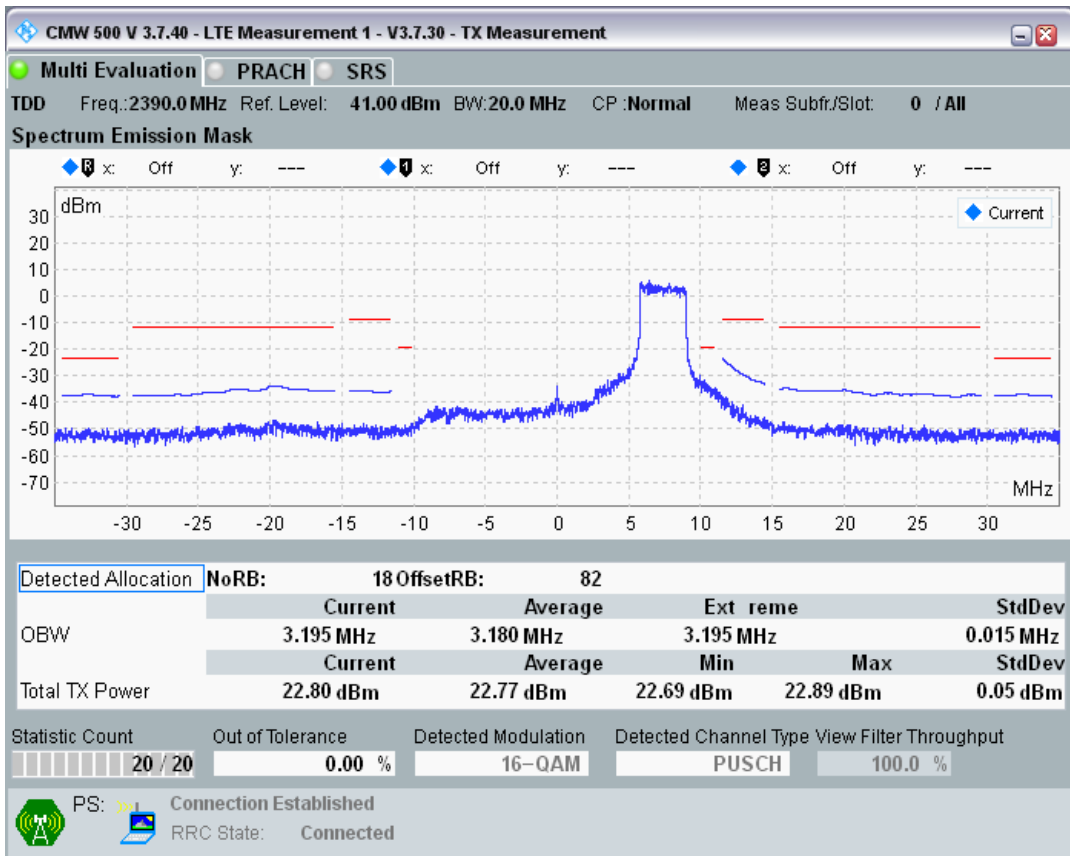 CMW 500 V 3.7.40 - LTE Measurement 1 - V3.7.30 - TX Measurement
Multi Evaluation PRACH SRS
TDD Freq.:2390.0 MHz Ref. Level: 41.00 dBm BW:20.0 MHz CP :Normal Meas Subfr./Slot: 0 / All
Spectrum Emission Mask
R x: Off y: --- 1 x: Off y: --- 2 x: Off y: ---
dBm
Current
30
20
10
0
-10
-20
-30
-40
-50
-60
-70
MHz
-30 -25 -20 -15 -10 -5 0 5 10 15 20 25 30
Detected Allocation NoRB: 18 OffsetRB: 82
Current Average Ext reme StdDev
OBW 3.195 MHz 3.180 MHz 3.195 MHz 0.015 MHz
Current Average Min Max StdDev
Total TX Power 22.80 dBm 22.77 dBm 22.69 dBm 22.89 dBm 0.05 dBm
Statistic Count Out of Tolerance Detected Modulation Detected Channel Type View Filter Throughput
20 / 20 0.00 % 16-QAM PUSCH 100.0 %
PS: Connection Established
RRC State: Connected